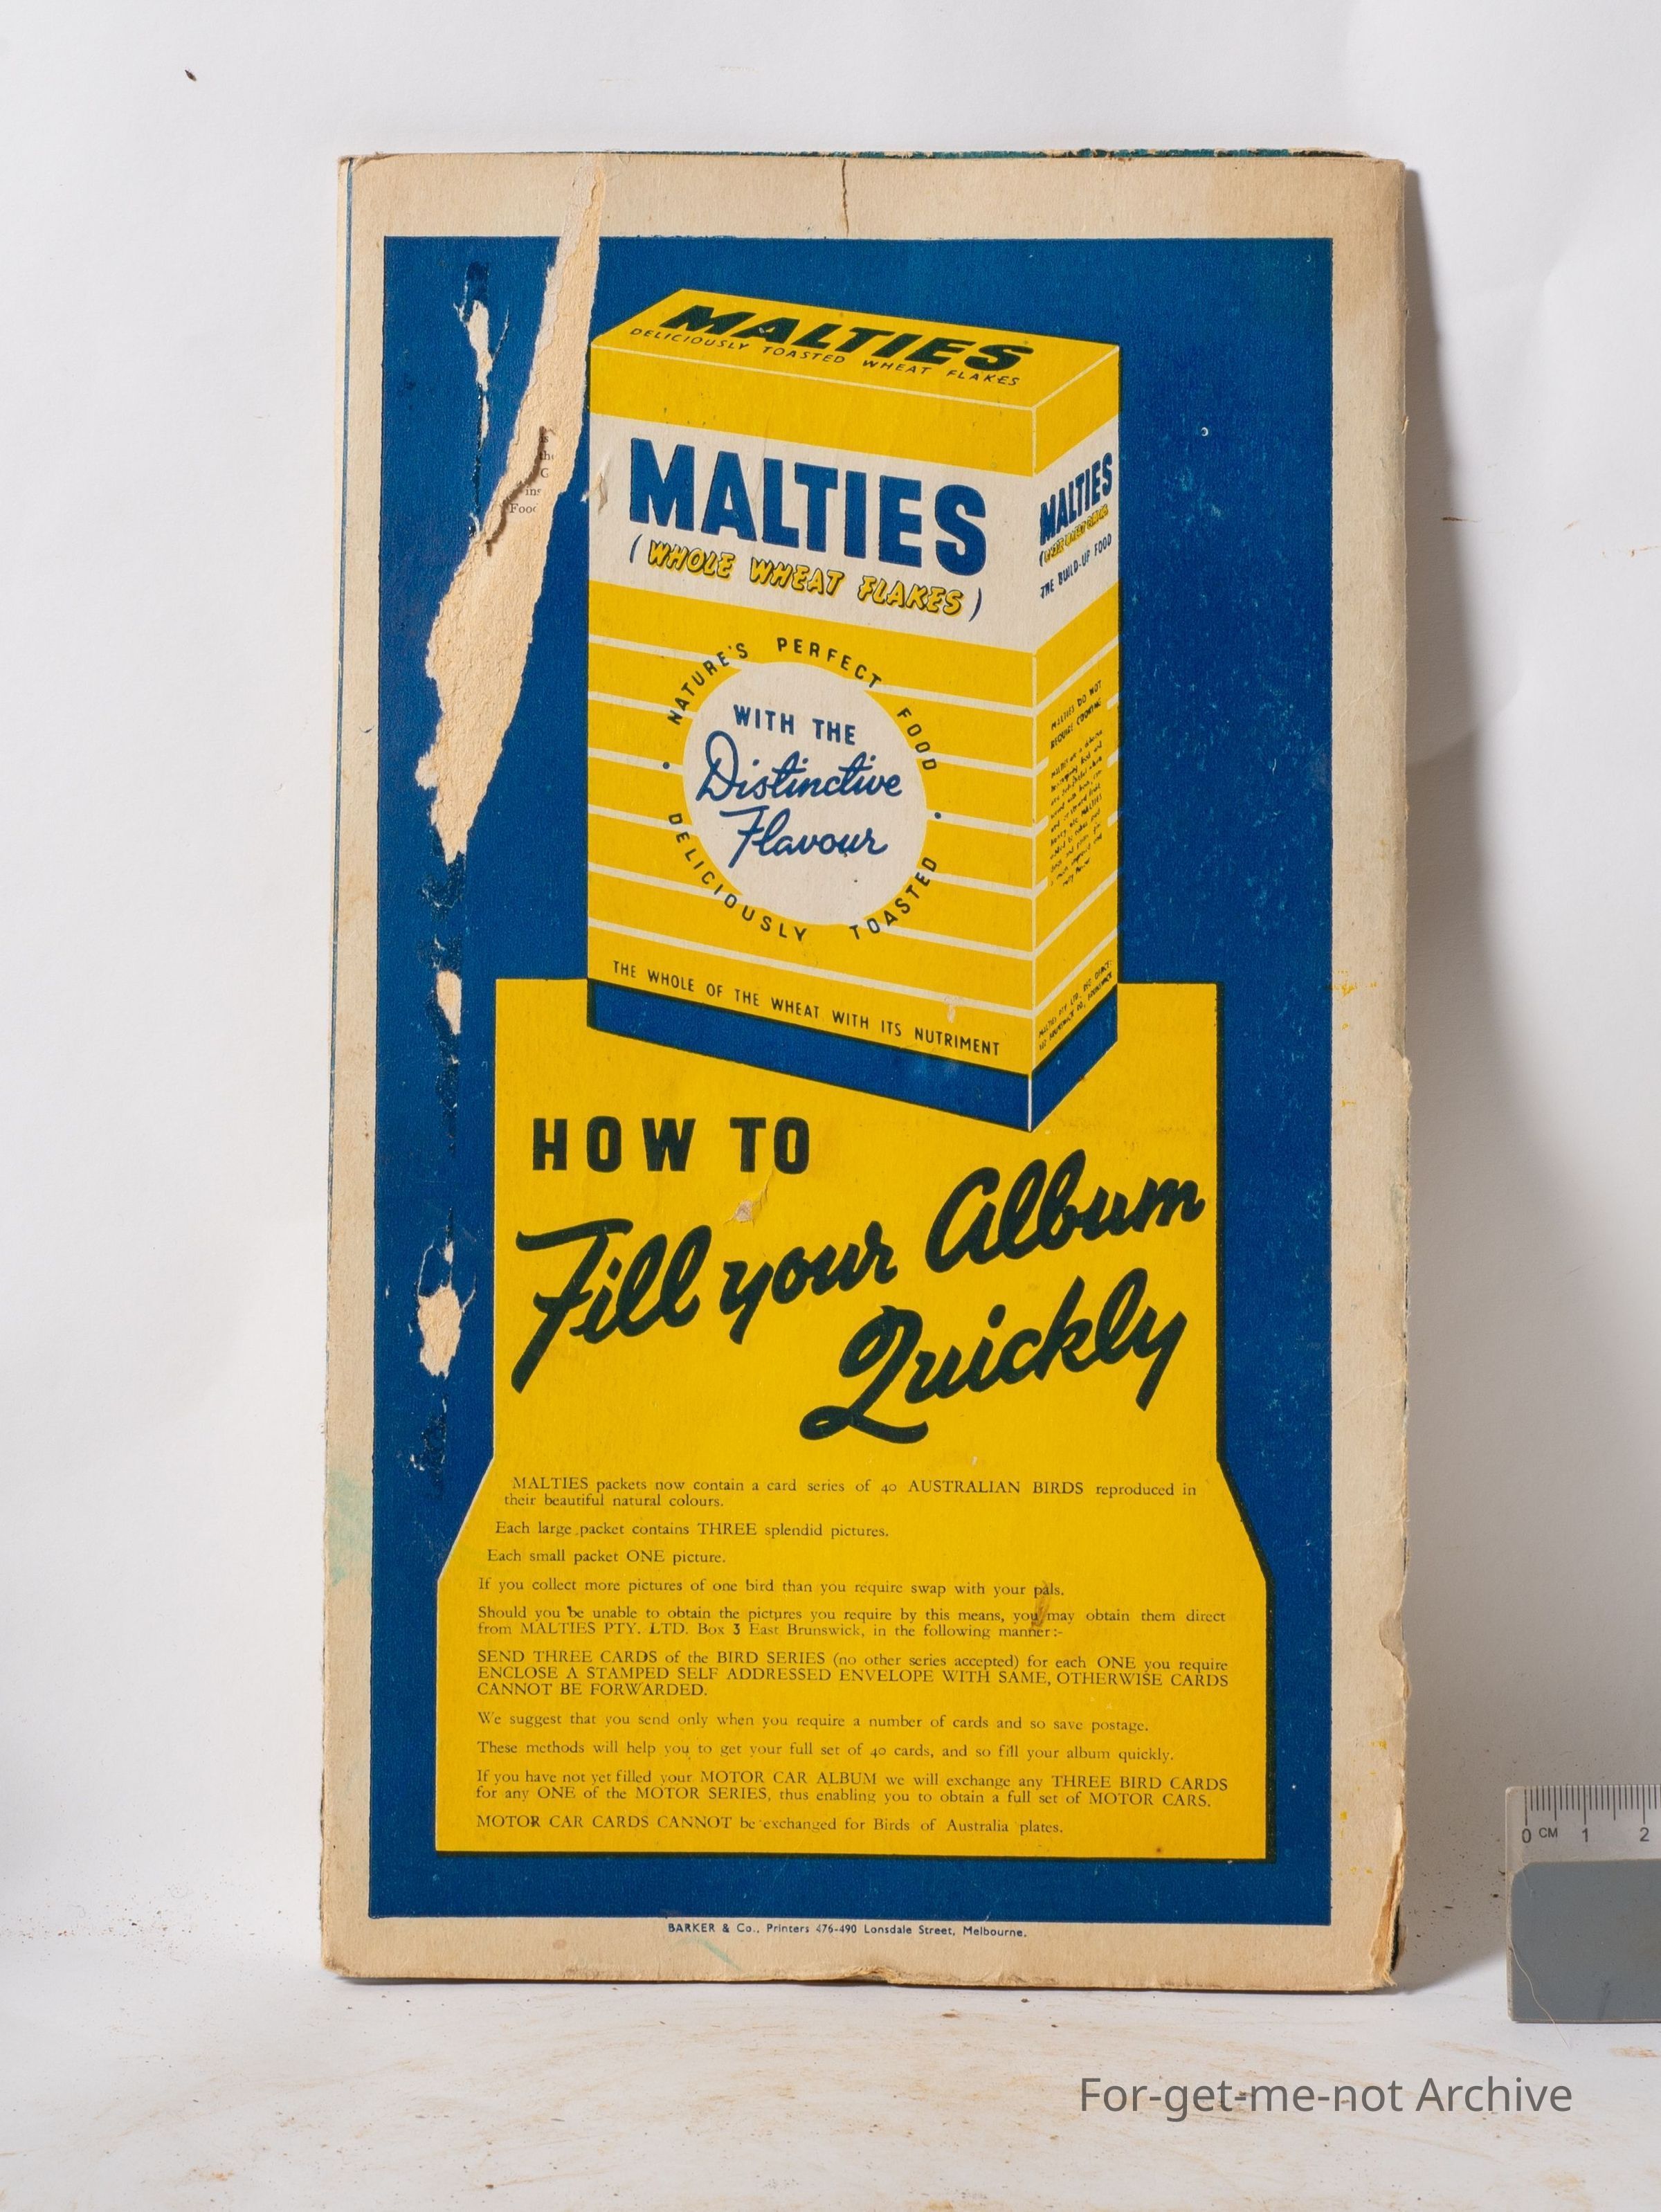 MALTIES
DELICIOUSLY TOASTED WHEAT FLAKES
MALTIES
(WHOLE WHEAT FLAKES)
NATURE'S PERFECT FOOD
WITH THE
Distinctive
Flavour
DELICIOUSLY TOASTED
THE WHOLE OF THE WHEAT WITH ITS NUTRIMENT
MALTIES
THE BUILD-UP FOOD
MALTIES DO NOT
REQUIRE COOKING
HOW TO
Fill your Album
Quickly
MALTIES packets now contain a card series of 40 AUSTRALIAN BIRDS reproduced in
their beautiful natural colours.
Each large packet contains THREE splendid pictures.
Each small packet ONE picture.
If you collect more pictures of one bird than you require swap with your pals.
Should you be unable to obtain the pictures you require by this means, you may obtain them direct
from MALTIES PTY. LTD. Box 3 East Brunswick, in the following manner:-
SEND THREE CARDS of the BIRD SERIES (no other series accepted) for each ONE you require
ENCLOSE A STAMPED SELF ADDRESSED ENVELOPE WITH SAME, OTHERWISE CARDS
CANNOT BE FORWARDED.
We suggest that you send only when you require a number of cards and so save postage.
These methods will help you to get your full set of 40 cards, and so fill your album quickly.
If you have not yet filled your MOTOR CAR ALBUM we will exchange any THREE BIRD CARDS
for any ONE of the MOTOR SERIES, thus enabling you to obtain a full set of MOTOR CARS.
MOTOR CAR CARDS CANNOT be exchanged for Birds of Australia plates.
BARKER & Co., Printers 476-490 Lonsdale Street, Melbourne.
0 CM 1 2
For-get-me-not Archive